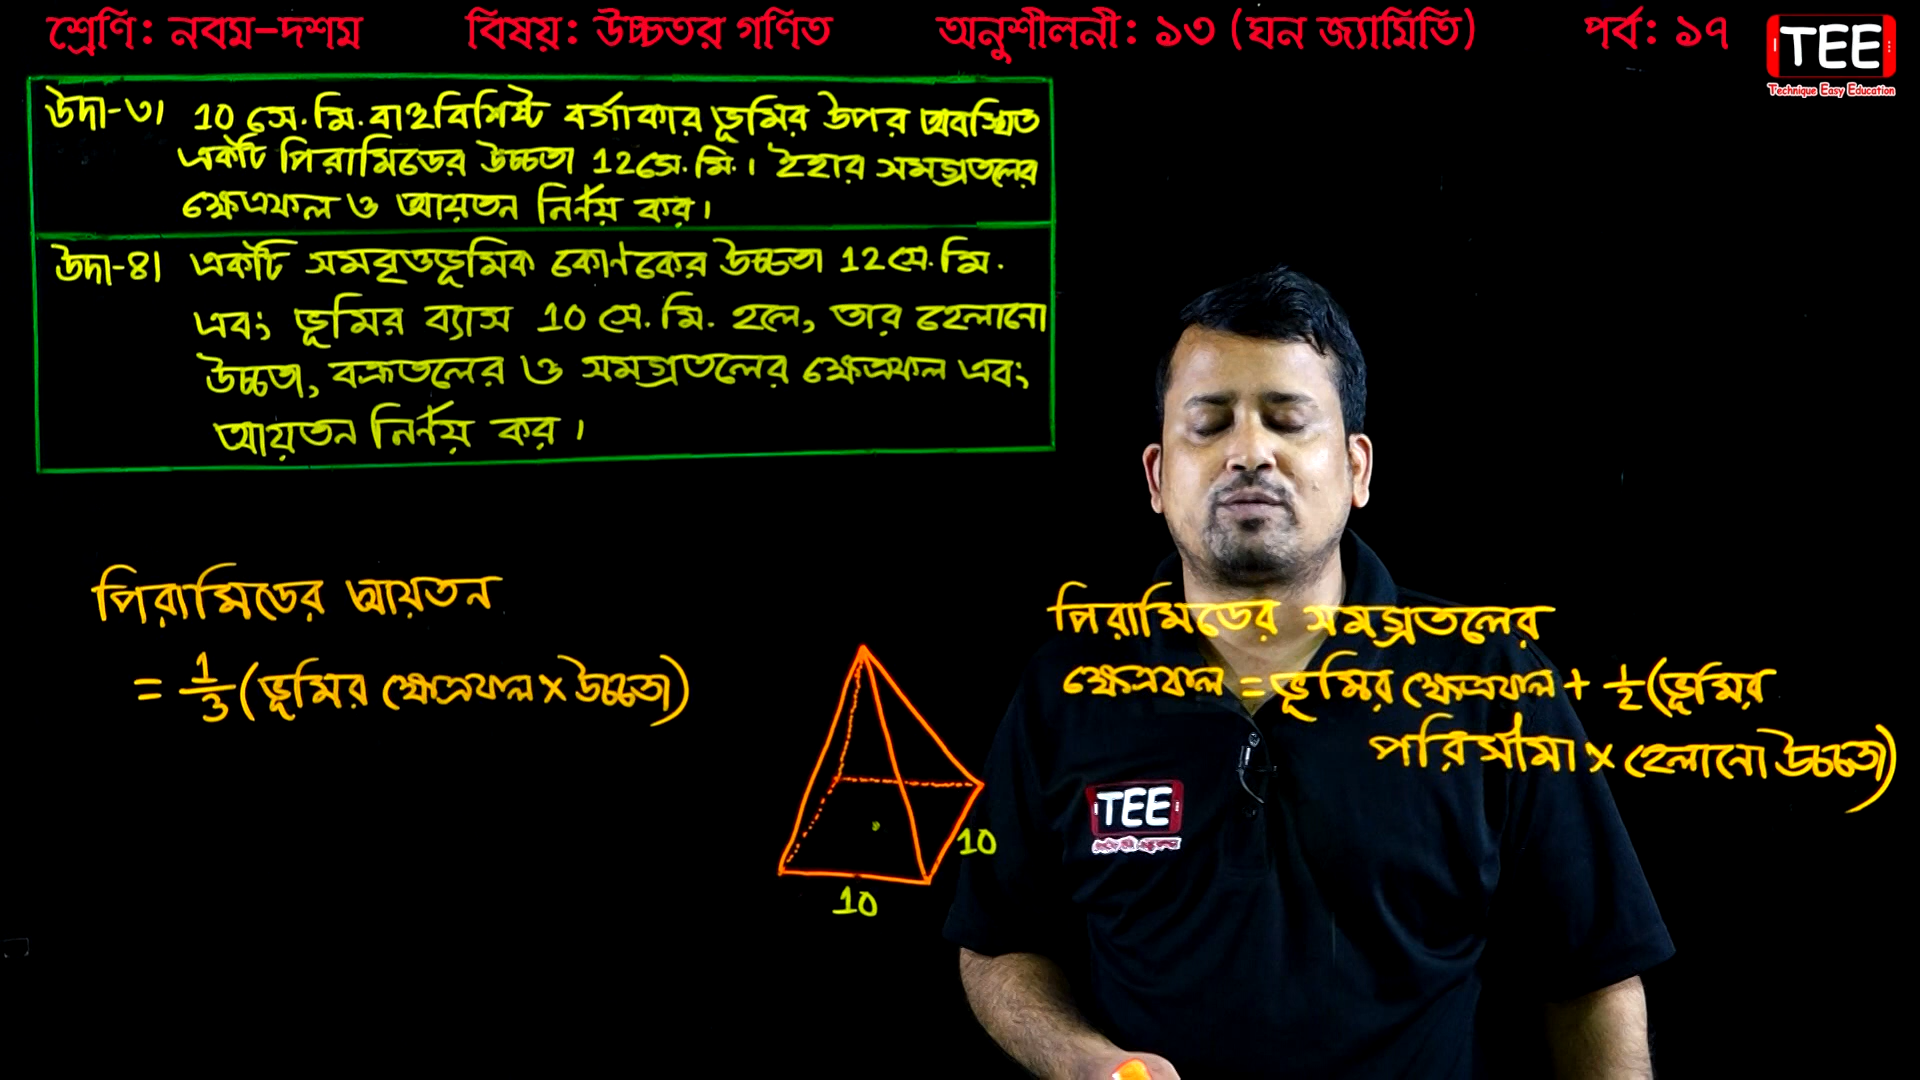 শ্রেণি: নবম-দশম বিষয়: উচ্চতর গণিত অনুশীলনী: ১৩ (ঘন জ্যামিতি) পর্ব: ১৭
TEE
Technique Easy Education
উদা-৩। 10 সে.মি. বাহুবিশিষ্ট বর্গাকার ভূমির উপর অবস্থিত
একটি পিরামিডের উচ্চতা 12 সে.মি.। ইহার সমগ্রতলের
ক্ষেত্রফল ও আয়তন নির্ণয় কর।
উদা-৪। একটি সমবৃত্তভূমিক কোণকের উচ্চতা 12 সে.মি.
এবং ভূমির ব্যাস 10 সে.মি. হলে, তার হেলানো
উচ্চতা, বক্রতলের ও সমগ্রতলের ক্ষেত্রফল এবং
আয়তন নির্ণয় কর।
পিরামিডের আয়তন
= 1/3 (ভূমির ক্ষেত্রফল × উচ্চতা)
পিরামিডের সমগ্রতলের
ক্ষেত্রফল = ভূমির ক্ষেত্রফল + 1/2 (ভূমির
পরিসীমা × হেলানো উচ্চতা)
10
10
TEE